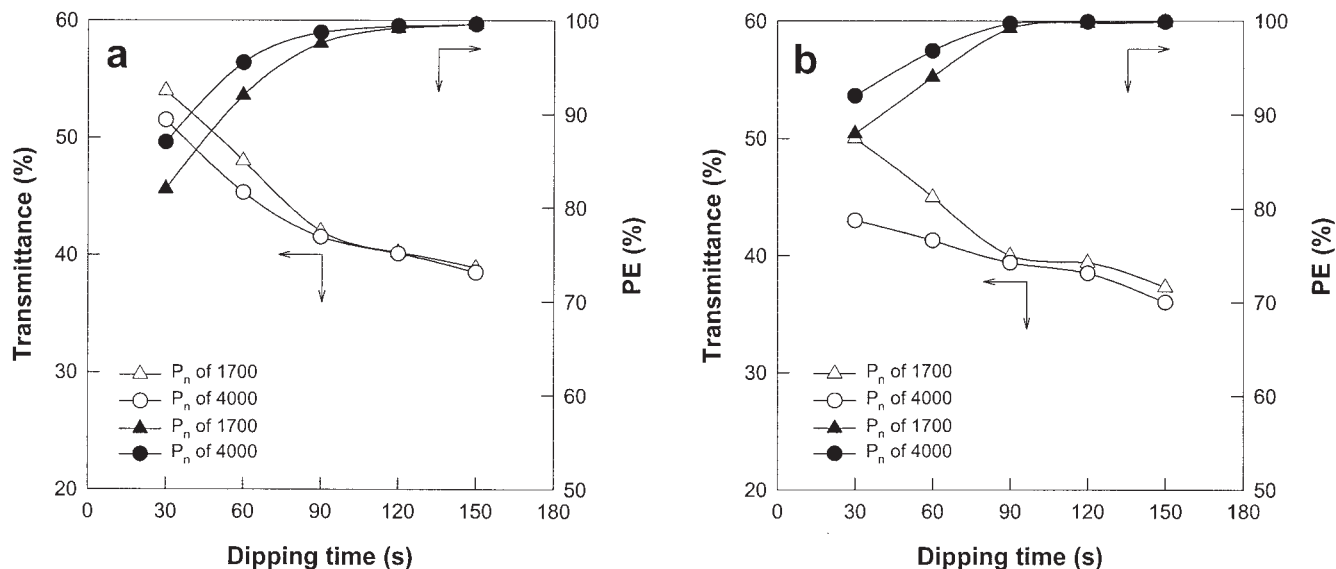 a
Transmittance (%)
60
50
40
30
20
100
90
80
70
60
50
PE (%)
P_n of 1700
P_n of 4000
P_n of 1700
P_n of 4000
0 30 60 90 120 150 180
Dipping time (s)
b
Transmittance (%)
60
50
40
30
20
100
90
80
70
60
50
PE (%)
P_n of 1700
P_n of 4000
P_n of 1700
P_n of 4000
0 30 60 90 120 150 180
Dipping time (s)